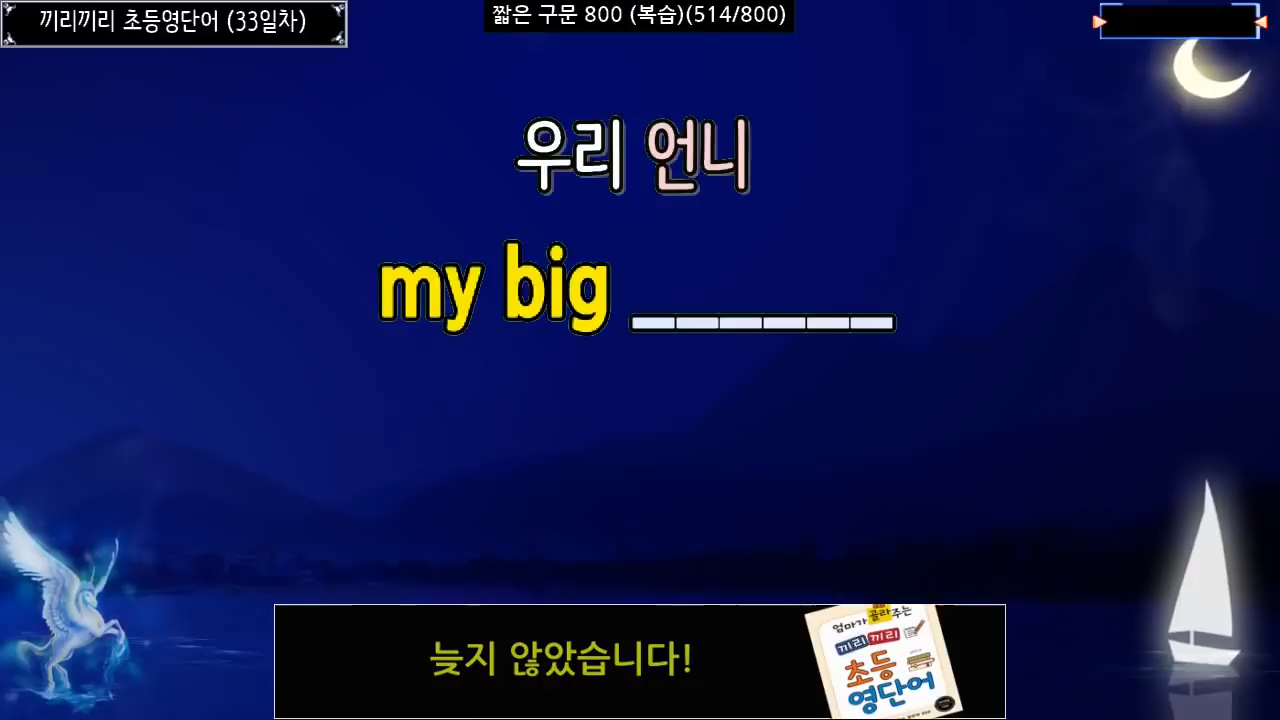 끼리끼리 초등영단어 (33일차)
짧은 구문 800 (복습)(514/800)
우리 언니
my big ______
늦지 않았습니다!
엄마가 골라주는
끼리끼리
초등
영단어